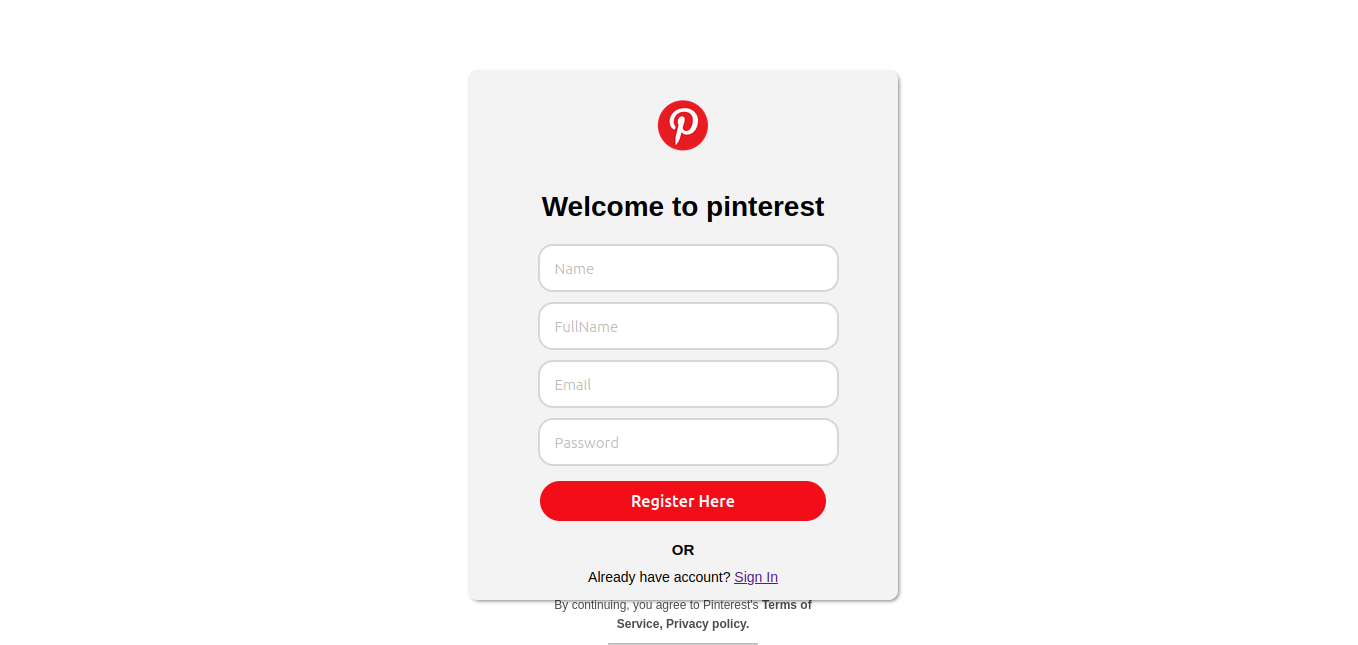 Welcome to pinterest
Name
FullName
Email
Password
Register Here
OR
Already have account? Sign In
By continuing, you agree to Pinterest's Terms of
Service, Privacy policy.